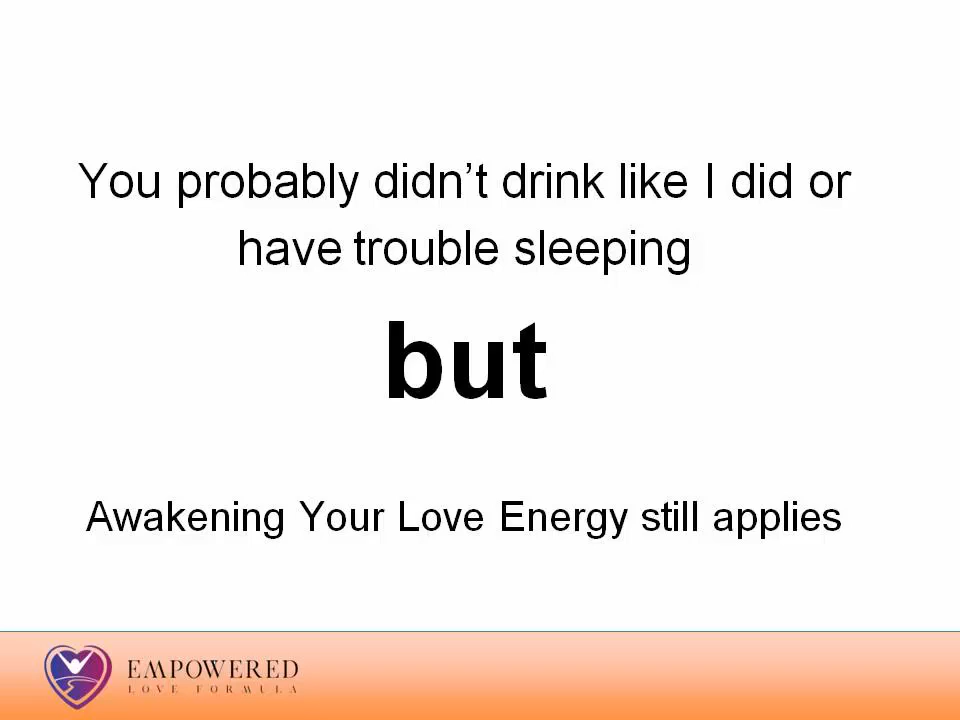 You probably didn’t drink like I did or
have trouble sleeping
but
Awakening Your Love Energy still applies
EMPOWERED
LOVE FORMULA